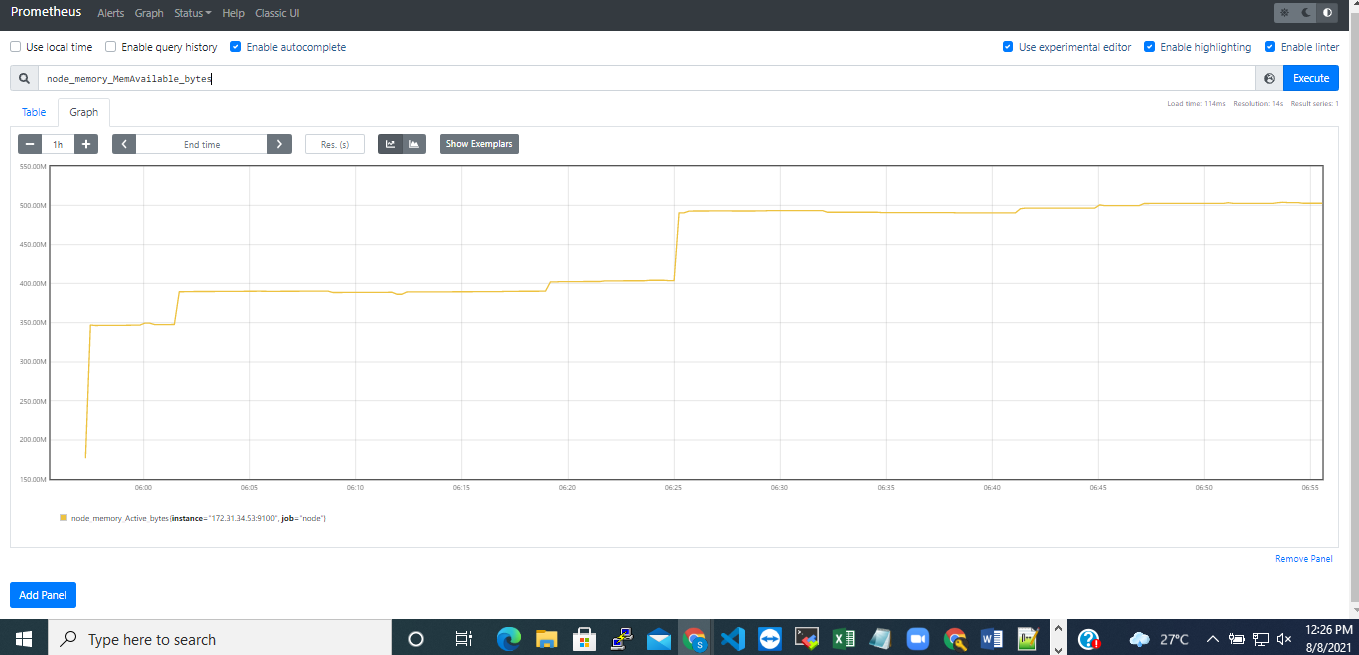 Prometheus Alerts Graph Status Help Classic UI
Use local time Enable query history Enable autocomplete Use experimental editor Enable highlighting Enable linter
node_memory_MemAvailable_bytes Execute
Load time: 114ms Resolution: 14s Result series: 1
Table Graph
1h End time Res. (s) Show Exemplars
550.00M
500.00M
450.00M
400.00M
350.00M
300.00M
250.00M
200.00M
150.00M
06:00 06:05 06:10 06:15 06:20 06:25 06:30 06:35 06:40 06:45 06:50 06:55
node_memory_Active_bytes{instance="172.31.34.53:9100", job="node"}
Remove Panel
Add Panel
Type here to search 27°C 12:26 PM
8/8/2021